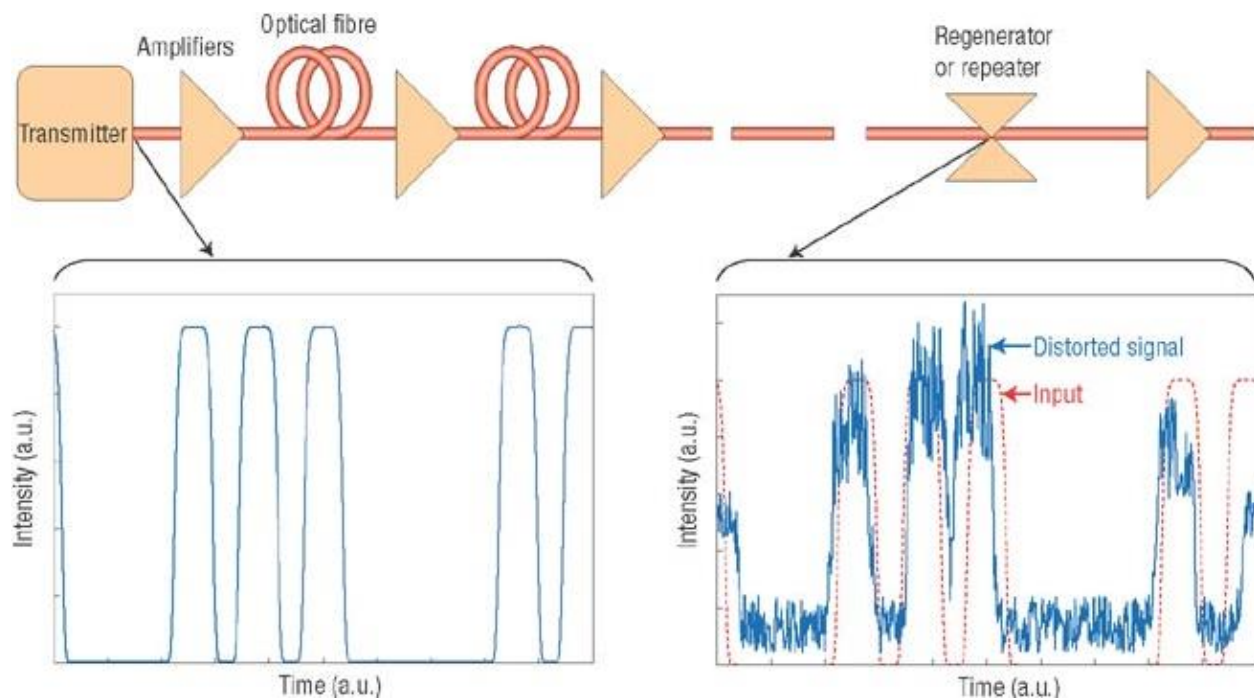 Optical fibre
Amplifiers
Regenerator
or repeater
Transmitter
Distorted signal
Input
Intensity (a.u.)
Time (a.u.)
Intensity (a.u.)
Time (a.u.)